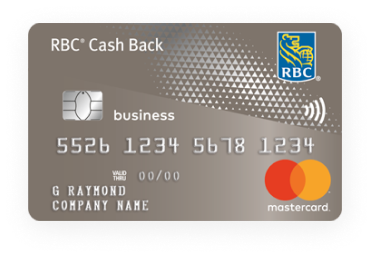 RBC® Cash Back
RBC®
business
5526 1234 5678 1234
VALID THRU 00/00
G RAYMOND
COMPANY NAME
mastercard.